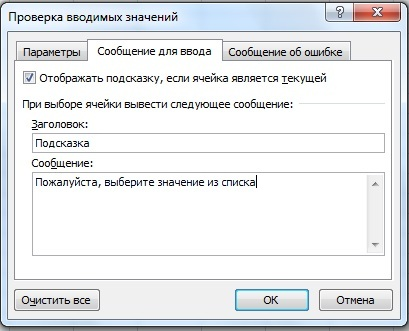 Проверка вводимых значений
Параметры
Сообщение для ввода
Сообщение об ошибке
Отображать подсказку, если ячейка является текущей
При выборе ячейки вывести следующее сообщение:
Заголовок:
Подсказка
Сообщение:
Пожалуйста, выберите значение из списка
Очистить все
ОК
Отмена